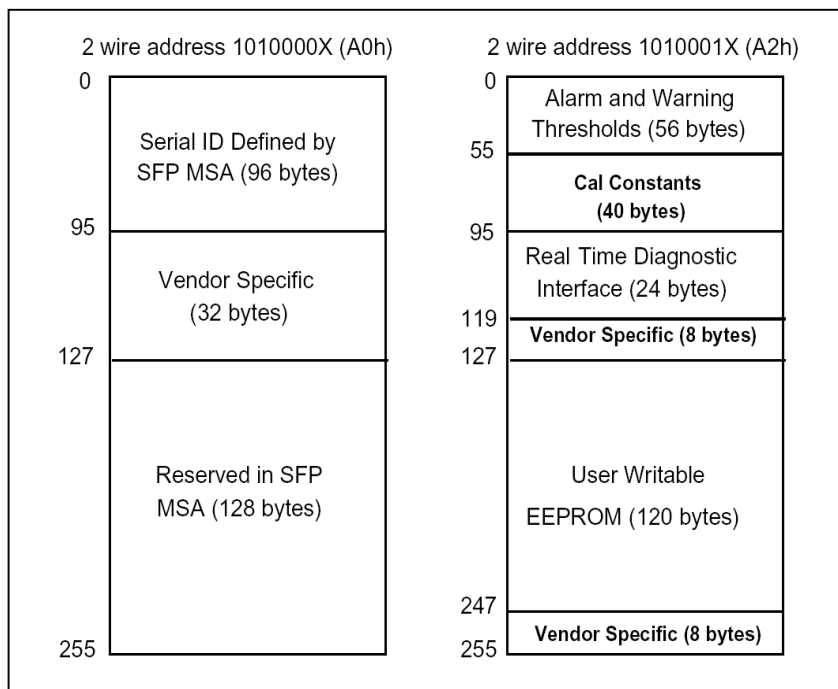 2 wire address 1010000X (A0h)
0
Serial ID Defined by
SFP MSA (96 bytes)
95
Vendor Specific
(32 bytes)
127
Reserved in SFP
MSA (128 bytes)
255
2 wire address 1010001X (A2h)
0
Alarm and Warning
Thresholds (56 bytes)
55
Cal Constants
(40 bytes)
95
Real Time Diagnostic
Interface (24 bytes)
119
Vendor Specific (8 bytes)
127
User Writable
EEPROM (120 bytes)
247
Vendor Specific (8 bytes)
255